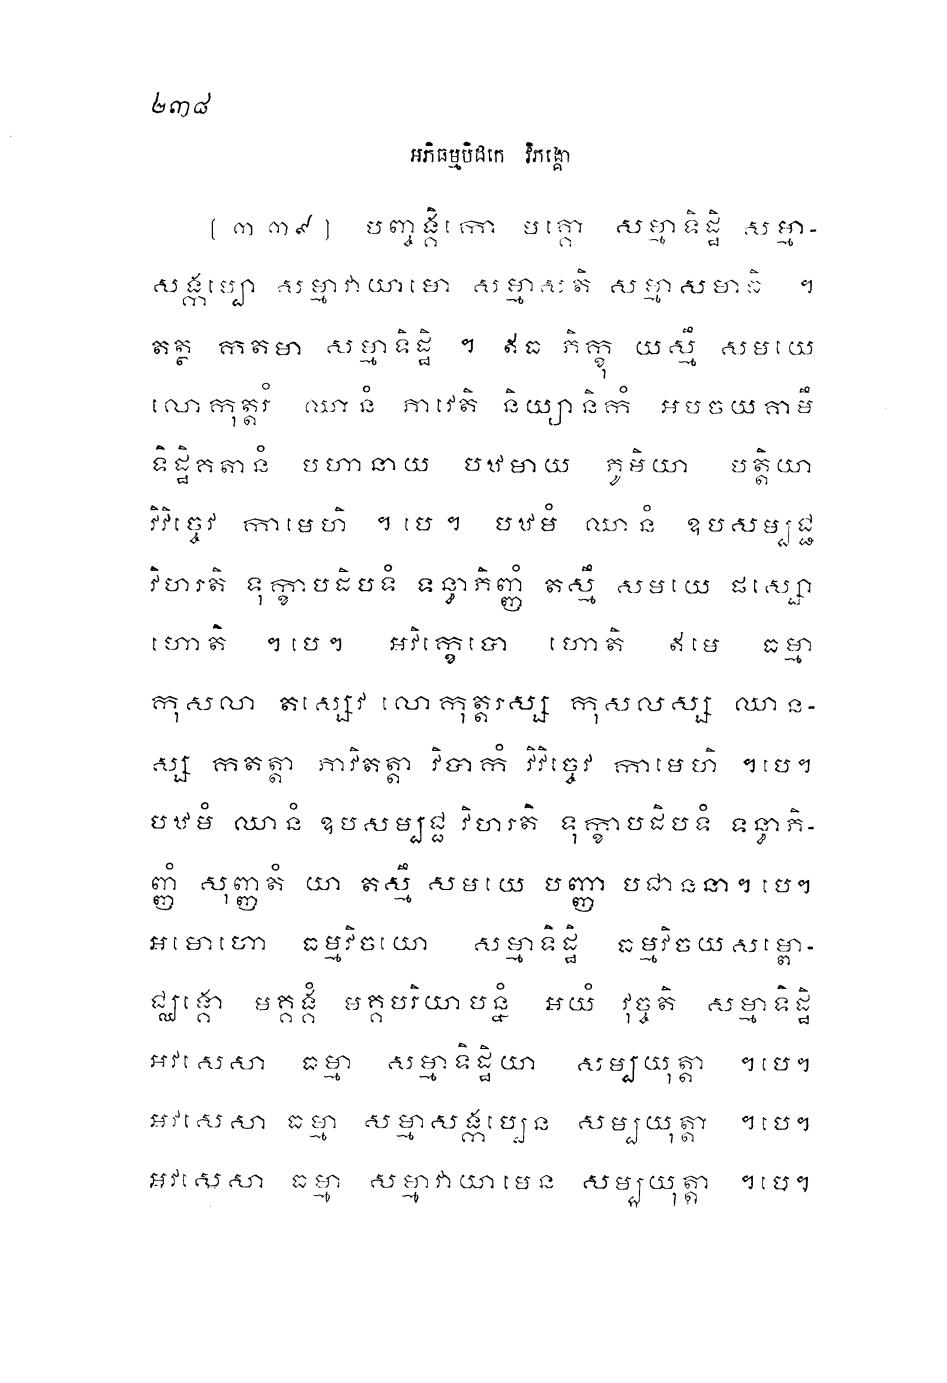 ២៣៨
អភិធម្មបិដកេ វិភង្គោ
[៣៣៩] បញ្ចង្គិកោ មគ្គោ សម្មាទិដ្ឋិ សម្មា-
សង្កប្បោ សម្មាវាយាមោ សម្មាសតិ សម្មាសមាធិ ។
តត្ថ កតមា សម្មាទិដ្ឋិ ។ ឥធ ភិក្ខុ យស្មឹ សមយេ
លោកុត្តរំ ឈានំ ភាវេតិ និយ្យានិកំ អបចយគាមឹ
ទិដ្ឋិគតានំ បហានាយ បឋមាយ ភូមិយា បត្តិយា
វិវិច្ចេវ កាមេហិ ។បេ។ បឋមំ ឈានំ ឧបសម្បជ្ជ
វិហរតិ ទុក្ខាបដិបទំ ទន្ធាភិញ្ញំ តស្មឹ សមយេ ផស្សោ
ហោតិ ។បេ។ អវិក្ខេបោ ហោតិ ឥមេ ធម្មា
កុសលា តស្សេវ លោកុត្តរស្ស កុសលស្ស ឈាន-
ស្ស កតត្តា ភាវិតត្តា វិបាកំ វិវិច្ចេវ កាមេហិ ។បេ។
បឋមំ ឈានំ ឧបសម្បជ្ជ វិហរតិ ទុក្ខាបដិបទំ ទន្ធាភិ-
ញ្ញំ សុញ្ញតំ យា តស្មឹ សមយេ បញ្ញា បជាននា។បេ។
អមោហោ ធម្មវិចយោ សម្មាទិដ្ឋិ ធម្មវិចយសម្ពោ-
ជ្ឈង្គោ មគ្គង្គំ មគ្គបរិយាបន្នំ អយំ វុច្ចតិ សម្មាទិដ្ឋិ
អវសេសា ធម្មា សម្មាទិដ្ឋិយា សម្បយុត្តា ។បេ។
អវសេសា ធម្មា សម្មាសង្កប្បេន សម្បយុត្តា ។បេ។
អវសេសា ធម្មា សម្មាវាយាមេន សម្បយុត្តា ។បេ។